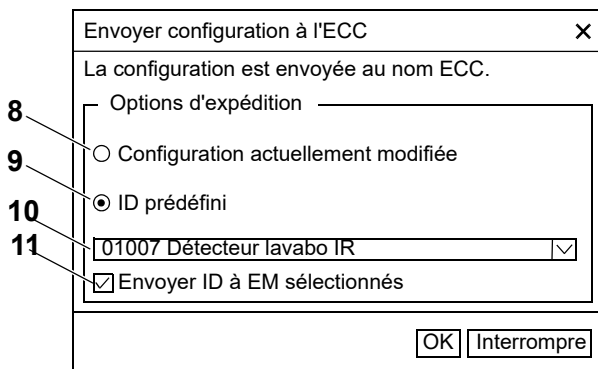 Envoyer configuration à l'ECC
La configuration est envoyée au nom ECC.
Options d'expédition
8
Configuration actuellement modifiée
9
ID prédéfini
10
01007 Détecteur lavabo IR
11
Envoyer ID à EM sélectionnés
OK Interrompre